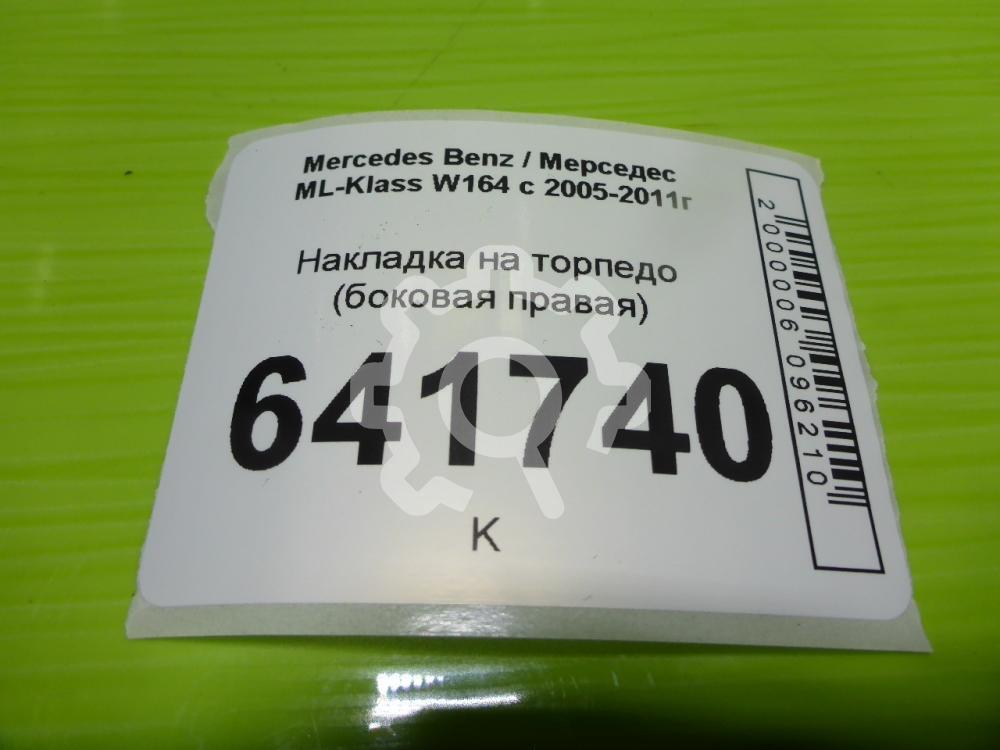 Mercedes Benz / Мерседес
ML-Klass W164 с 2005-2011г
Накладка на торпедо
(боковая правая)
641740
К
2000006096210